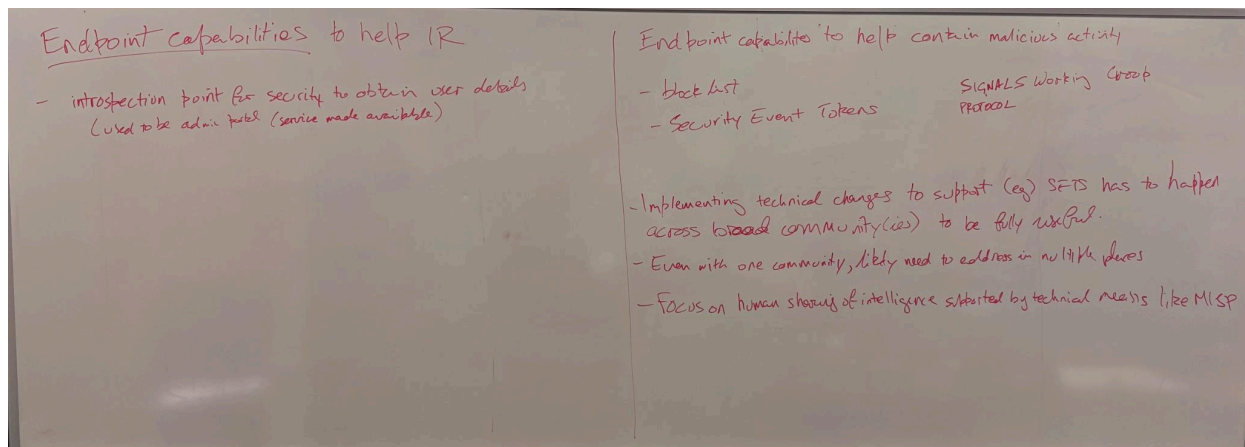 Endpoint capabilities to help IR
- introspection point for security to obtain user details
(used to be admin portal (service made available)
Endpoint capabilites to help contain malicious activity
- block list
- Security Event Tokens
SIGNALS Working Group
PROTOCOL
- Implementing technical changes to support (eg) SETS has to happen
across broad community(ies) to be fully useful.
- Even with one community, likely need to address in multiple places
- Focus on human sharing of intelligence supported by technical means like MISP